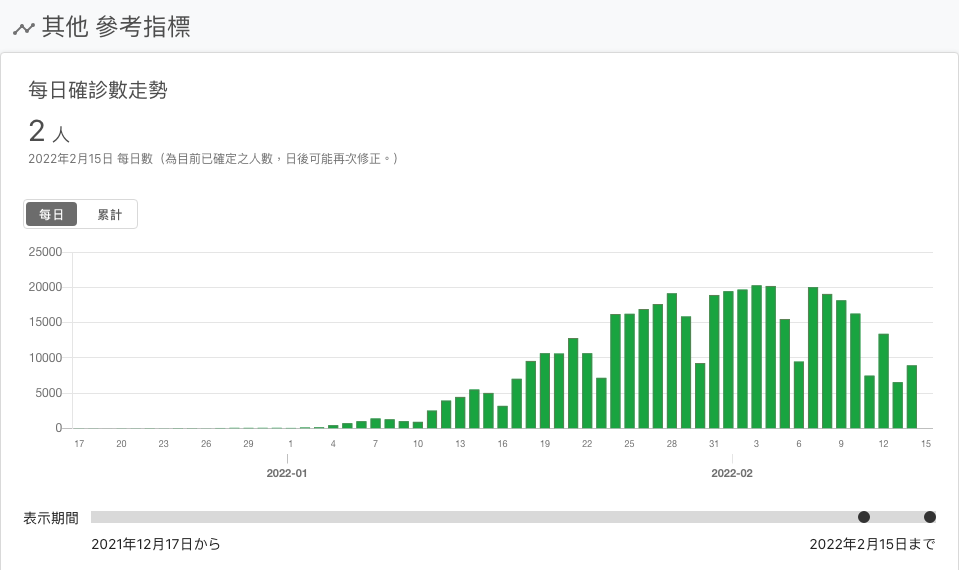 其他 參考指標
每日確診數走勢
2 人
2022年2月15日 每日數（為目前已確定之人數，日後可能再次修正。）
每日 累計
25000
20000
15000
10000
5000
0
17 20 23 26 29 1 4 7 10 13 16 19 22 25 28 31 3 6 9 12 15
2022-01 2022-02
表示期間
2021年12月17日から 2022年2月15日まで